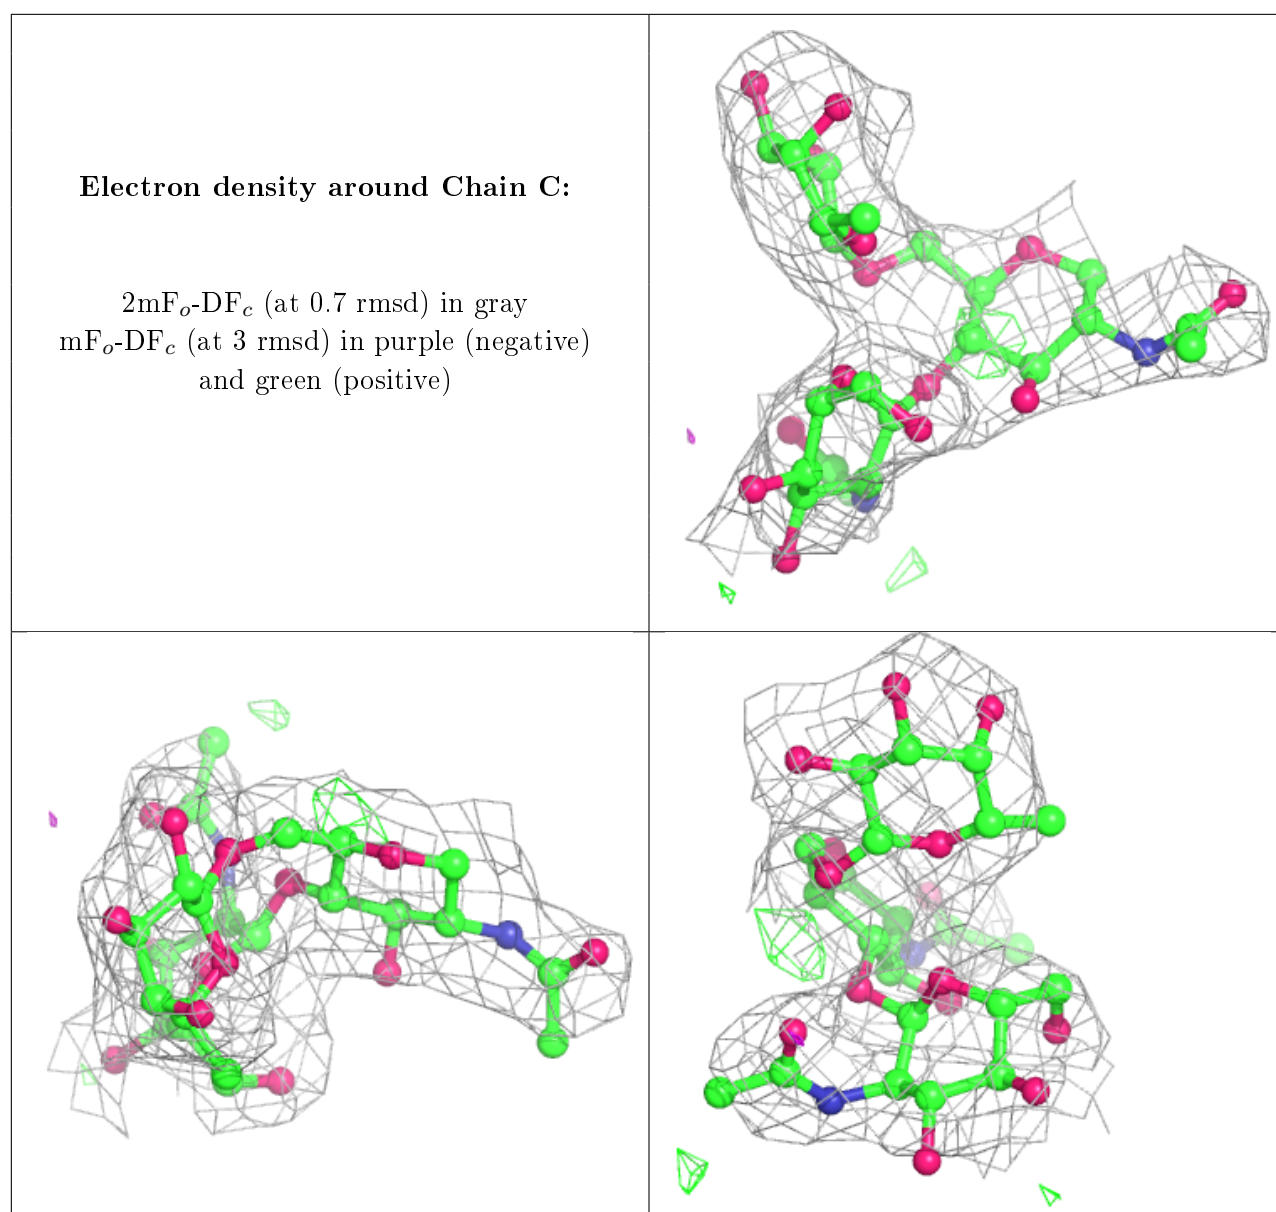 Electron density around Chain C:
2mFo-DFc (at 0.7 rmsd) in gray
mFo-DFc (at 3 rmsd) in purple (negative)
and green (positive)